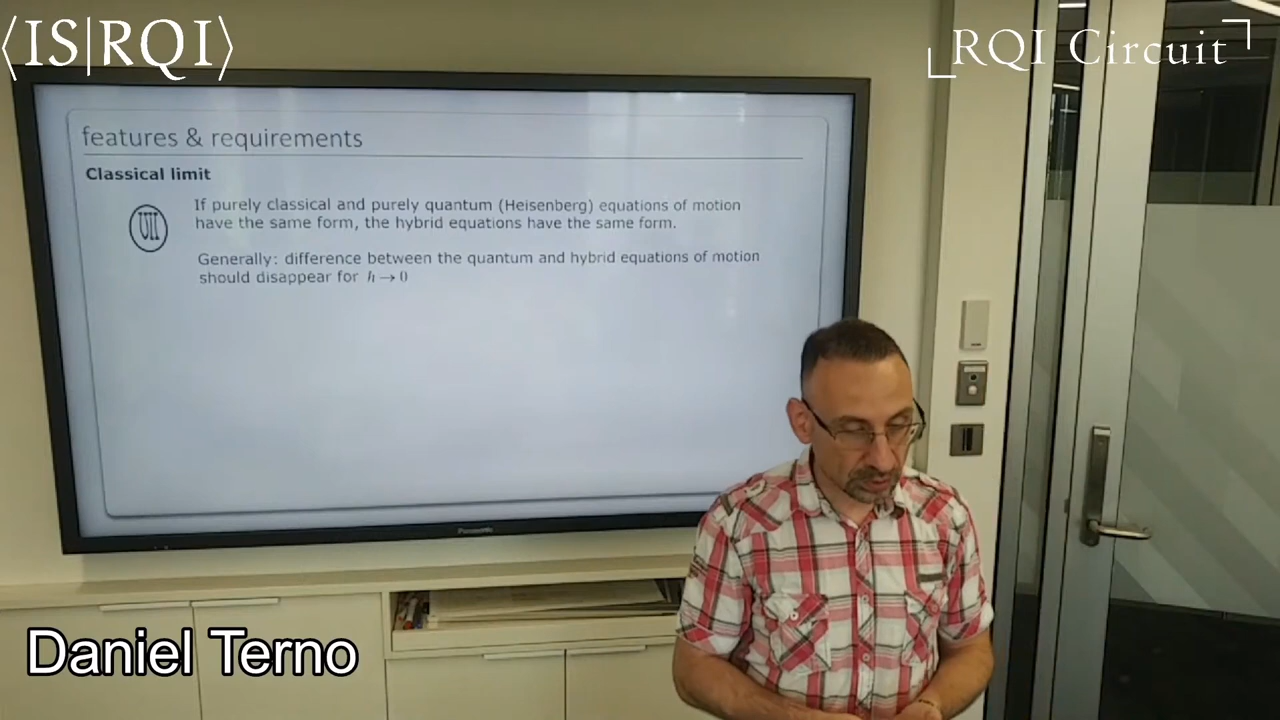 ⟨IS|RQI⟩
RQI Circuit
features & requirements
Classical limit
If purely classical and purely quantum (Heisenberg) equations of motion
have the same form, the hybrid equations have the same form.
Generally: difference between the quantum and hybrid equations of motion
should disappear for ℏ → 0
Panasonic
Daniel Terno